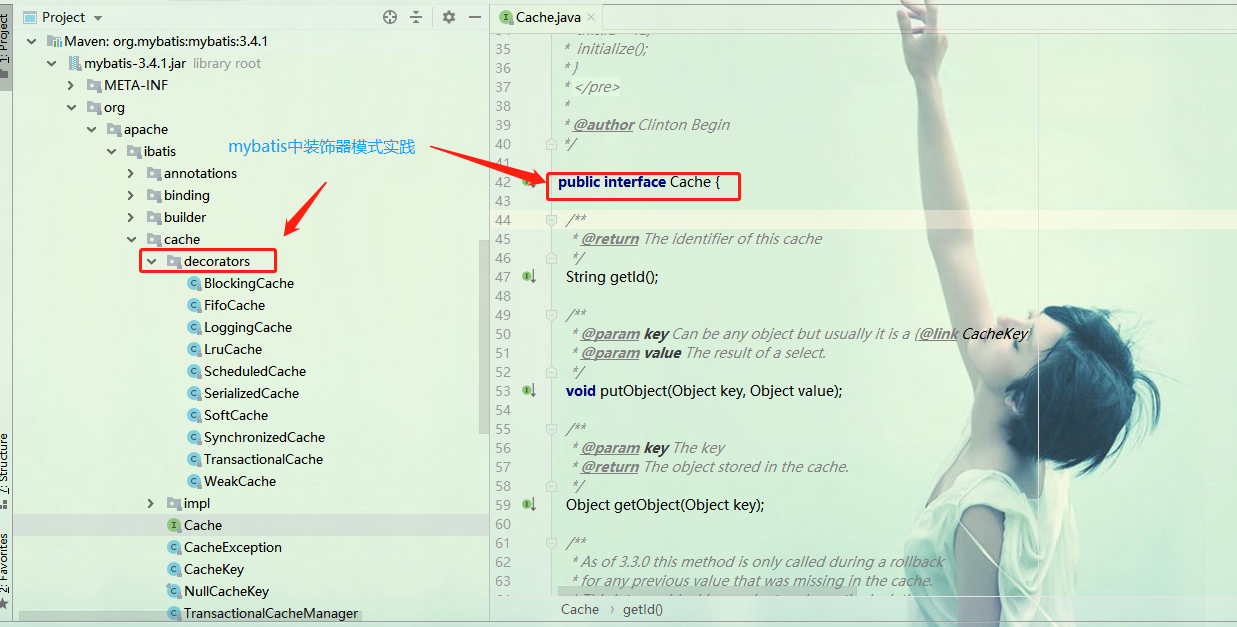 Project
Maven: org.mybatis:mybatis:3.4.1
mybatis-3.4.1.jar library root
META-INF
org
apache
ibatis
annotations
binding
builder
cache
decorators
BlockingCache
FifoCache
LoggingCache
LruCache
ScheduledCache
SerializedCache
SoftCache
SynchronizedCache
TransactionalCache
WeakCache
impl
Cache
CacheException
CacheKey
NullCacheKey
TransactionalCacheManager
1: Project
Z: Structure
2: Favorites
mybatis中装饰器模式实践
Cache.java
35 * initialize();
36 * }
37 * </pre>
38 *
39 * @author Clinton Begin
40 */
41
42 public interface Cache {
43
44 /**
45 * @return The identifier of this cache
46 */
47 String getId();
48
49 /**
50 * @param key Can be any object but usually it is a {@link CacheKey}
51 * @param value The result of a select.
52 */
53 void putObject(Object key, Object value);
54
55 /**
56 * @param key The key
57 * @return The object stored in the cache.
58 */
59 Object getObject(Object key);
60
61 /**
62 * As of 3.3.0 this method is only called during a rollback
63 * for any previous value that was missing in the cache.
Cache › getId()